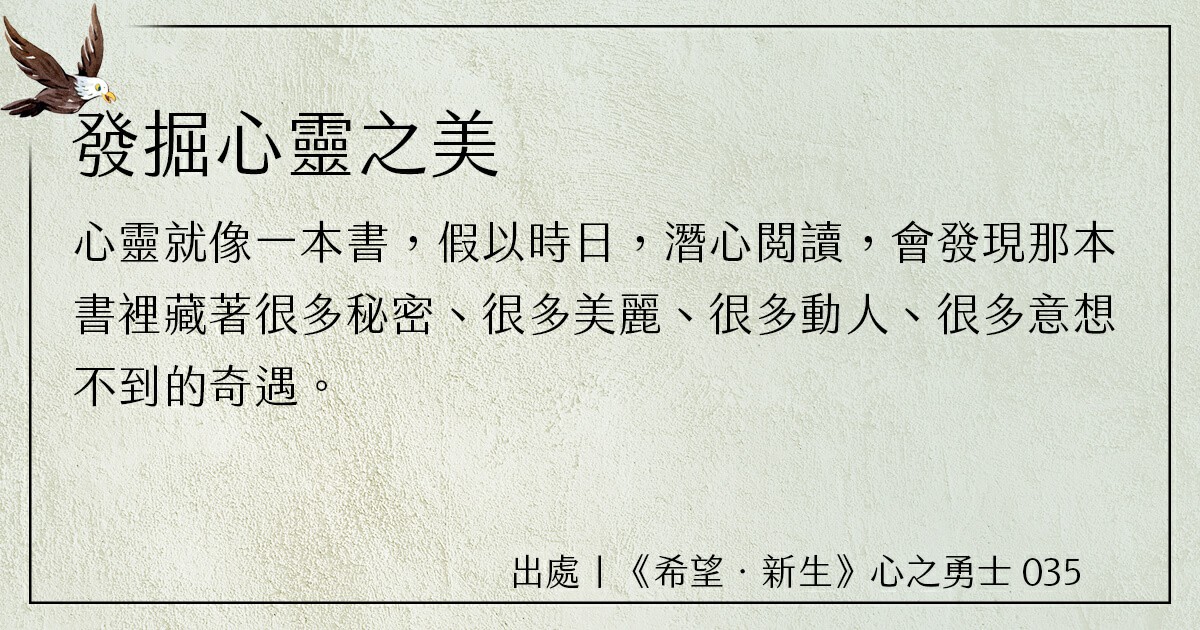 發掘心靈之美
心靈就像一本書，假以時日，潛心閱讀，會發現那本
書裡藏著很多秘密、很多美麗、很多動人、很多意想
不到的奇遇。
出處｜《希望．新生》心之勇士 035